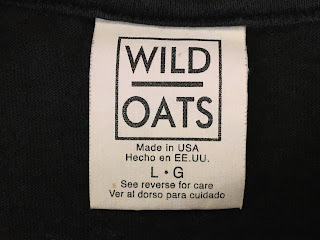 WILD
OATS
Made in USA
Hecho en EE.UU.
L • G
See reverse for care
Ver al dorso para cuidado